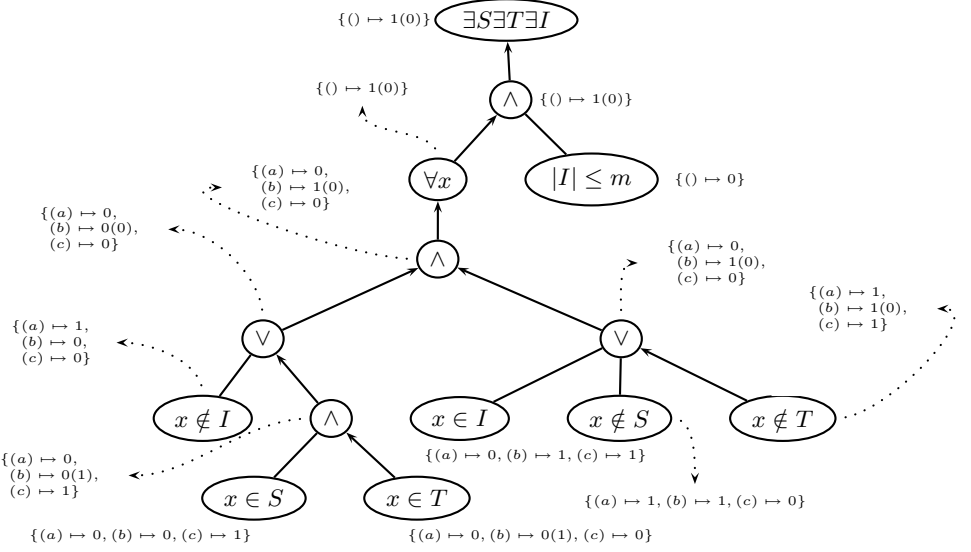 {() ↦ 1(0)}
∃S∃T∃I
{() ↦ 1(0)}
∧
{() ↦ 1(0)}
∀x
|I| ≤ m
{() ↦ 0}
{(a) ↦ 0,
(b) ↦ 1(0),
(c) ↦ 0}
{(a) ↦ 0,
(b) ↦ 0(0),
(c) ↦ 0}
∧
{(a) ↦ 0,
(b) ↦ 1(0),
(c) ↦ 0}
{(a) ↦ 1,
(b) ↦ 1(0),
(c) ↦ 1}
{(a) ↦ 1,
(b) ↦ 0,
(c) ↦ 0}
∨
∨
x ∉ I
∧
x ∈ I
x ∉ S
x ∉ T
{(a) ↦ 0, (b) ↦ 1, (c) ↦ 1}
{(a) ↦ 0,
(b) ↦ 0(1),
(c) ↦ 1}
x ∈ S
x ∈ T
{(a) ↦ 1, (b) ↦ 1, (c) ↦ 0}
{(a) ↦ 0, (b) ↦ 0, (c) ↦ 1}
{(a) ↦ 0, (b) ↦ 0(1), (c) ↦ 0}